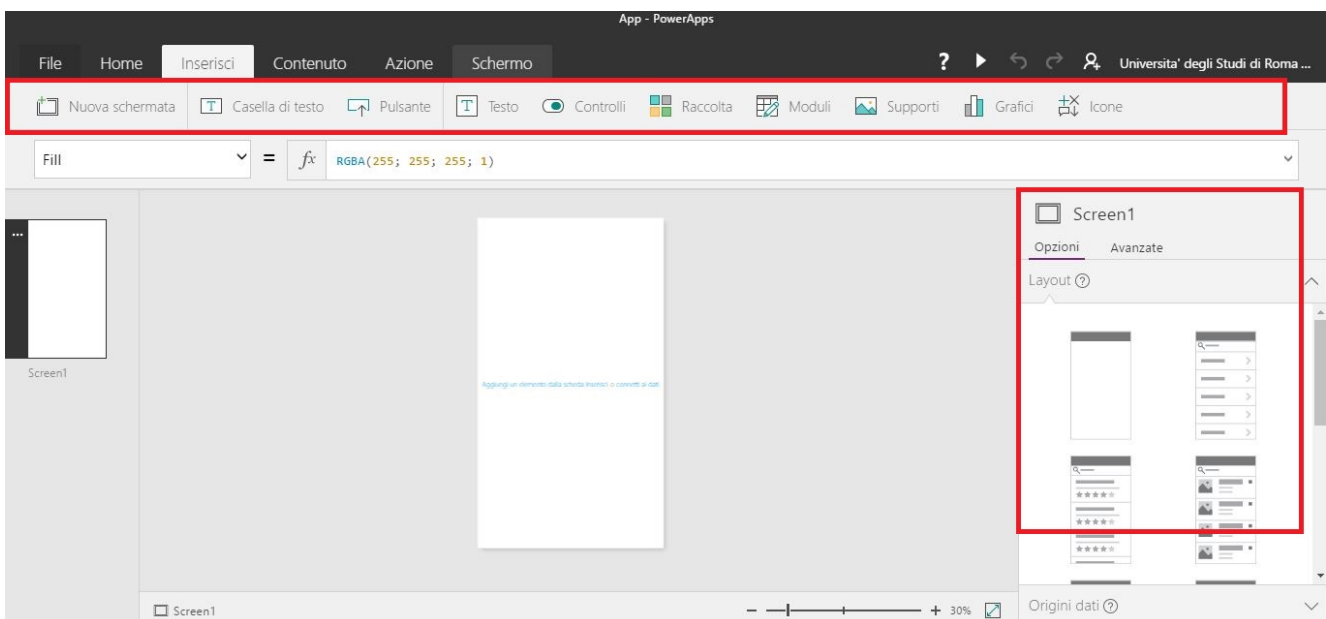 App - PowerApps
File Home Inserisci Contenuto Azione Schermo ? Universita' degli Studi di Roma ...
Nuova schermata T Casella di testo Pulsante T Testo Controlli Raccolta Moduli Supporti Grafici Icone
Fill = fx RGBA(255; 255; 255; 1)
Screen1
Opzioni Avanzate
Layout ?
...
Screen1
Aggiungi un elemento dalla scheda Inserisci o connetti ai dati
Screen1 - + 30%
Origini dati ?